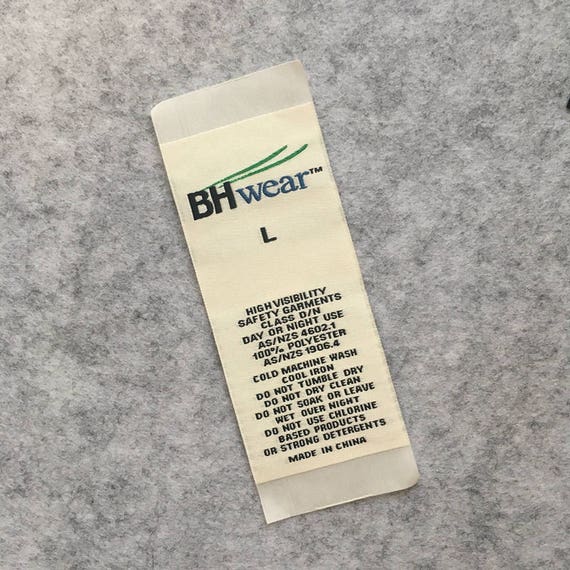 BHwear™
L
HIGH VISIBILITY
SAFETY GARMENTS
CLASS D/N
DAY OR NIGHT USE
AS/NZS 4602.1
100% POLYESTER
AS/NZS 1906.4
COLD MACHINE WASH
COOL IRON
DO NOT TUMBLE DRY
DO NOT DRY CLEAN
DO NOT SOAK OR LEAVE
WET OVER NIGHT
DO NOT USE CHLORINE
BASED PRODUCTS
OR STRONG DETERGENTS
MADE IN CHINA